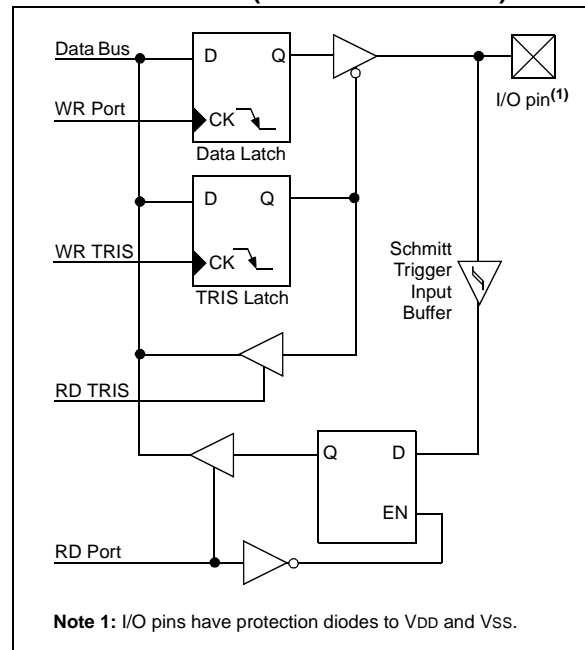 Data Bus
D Q
I/O pin(1)
WR Port
CK
Data Latch
D Q
WR TRIS
CK
TRIS Latch
Schmitt
Trigger
Input
Buffer
RD TRIS
Q D
EN
RD Port
Note 1: I/O pins have protection diodes to VDD and VSS.